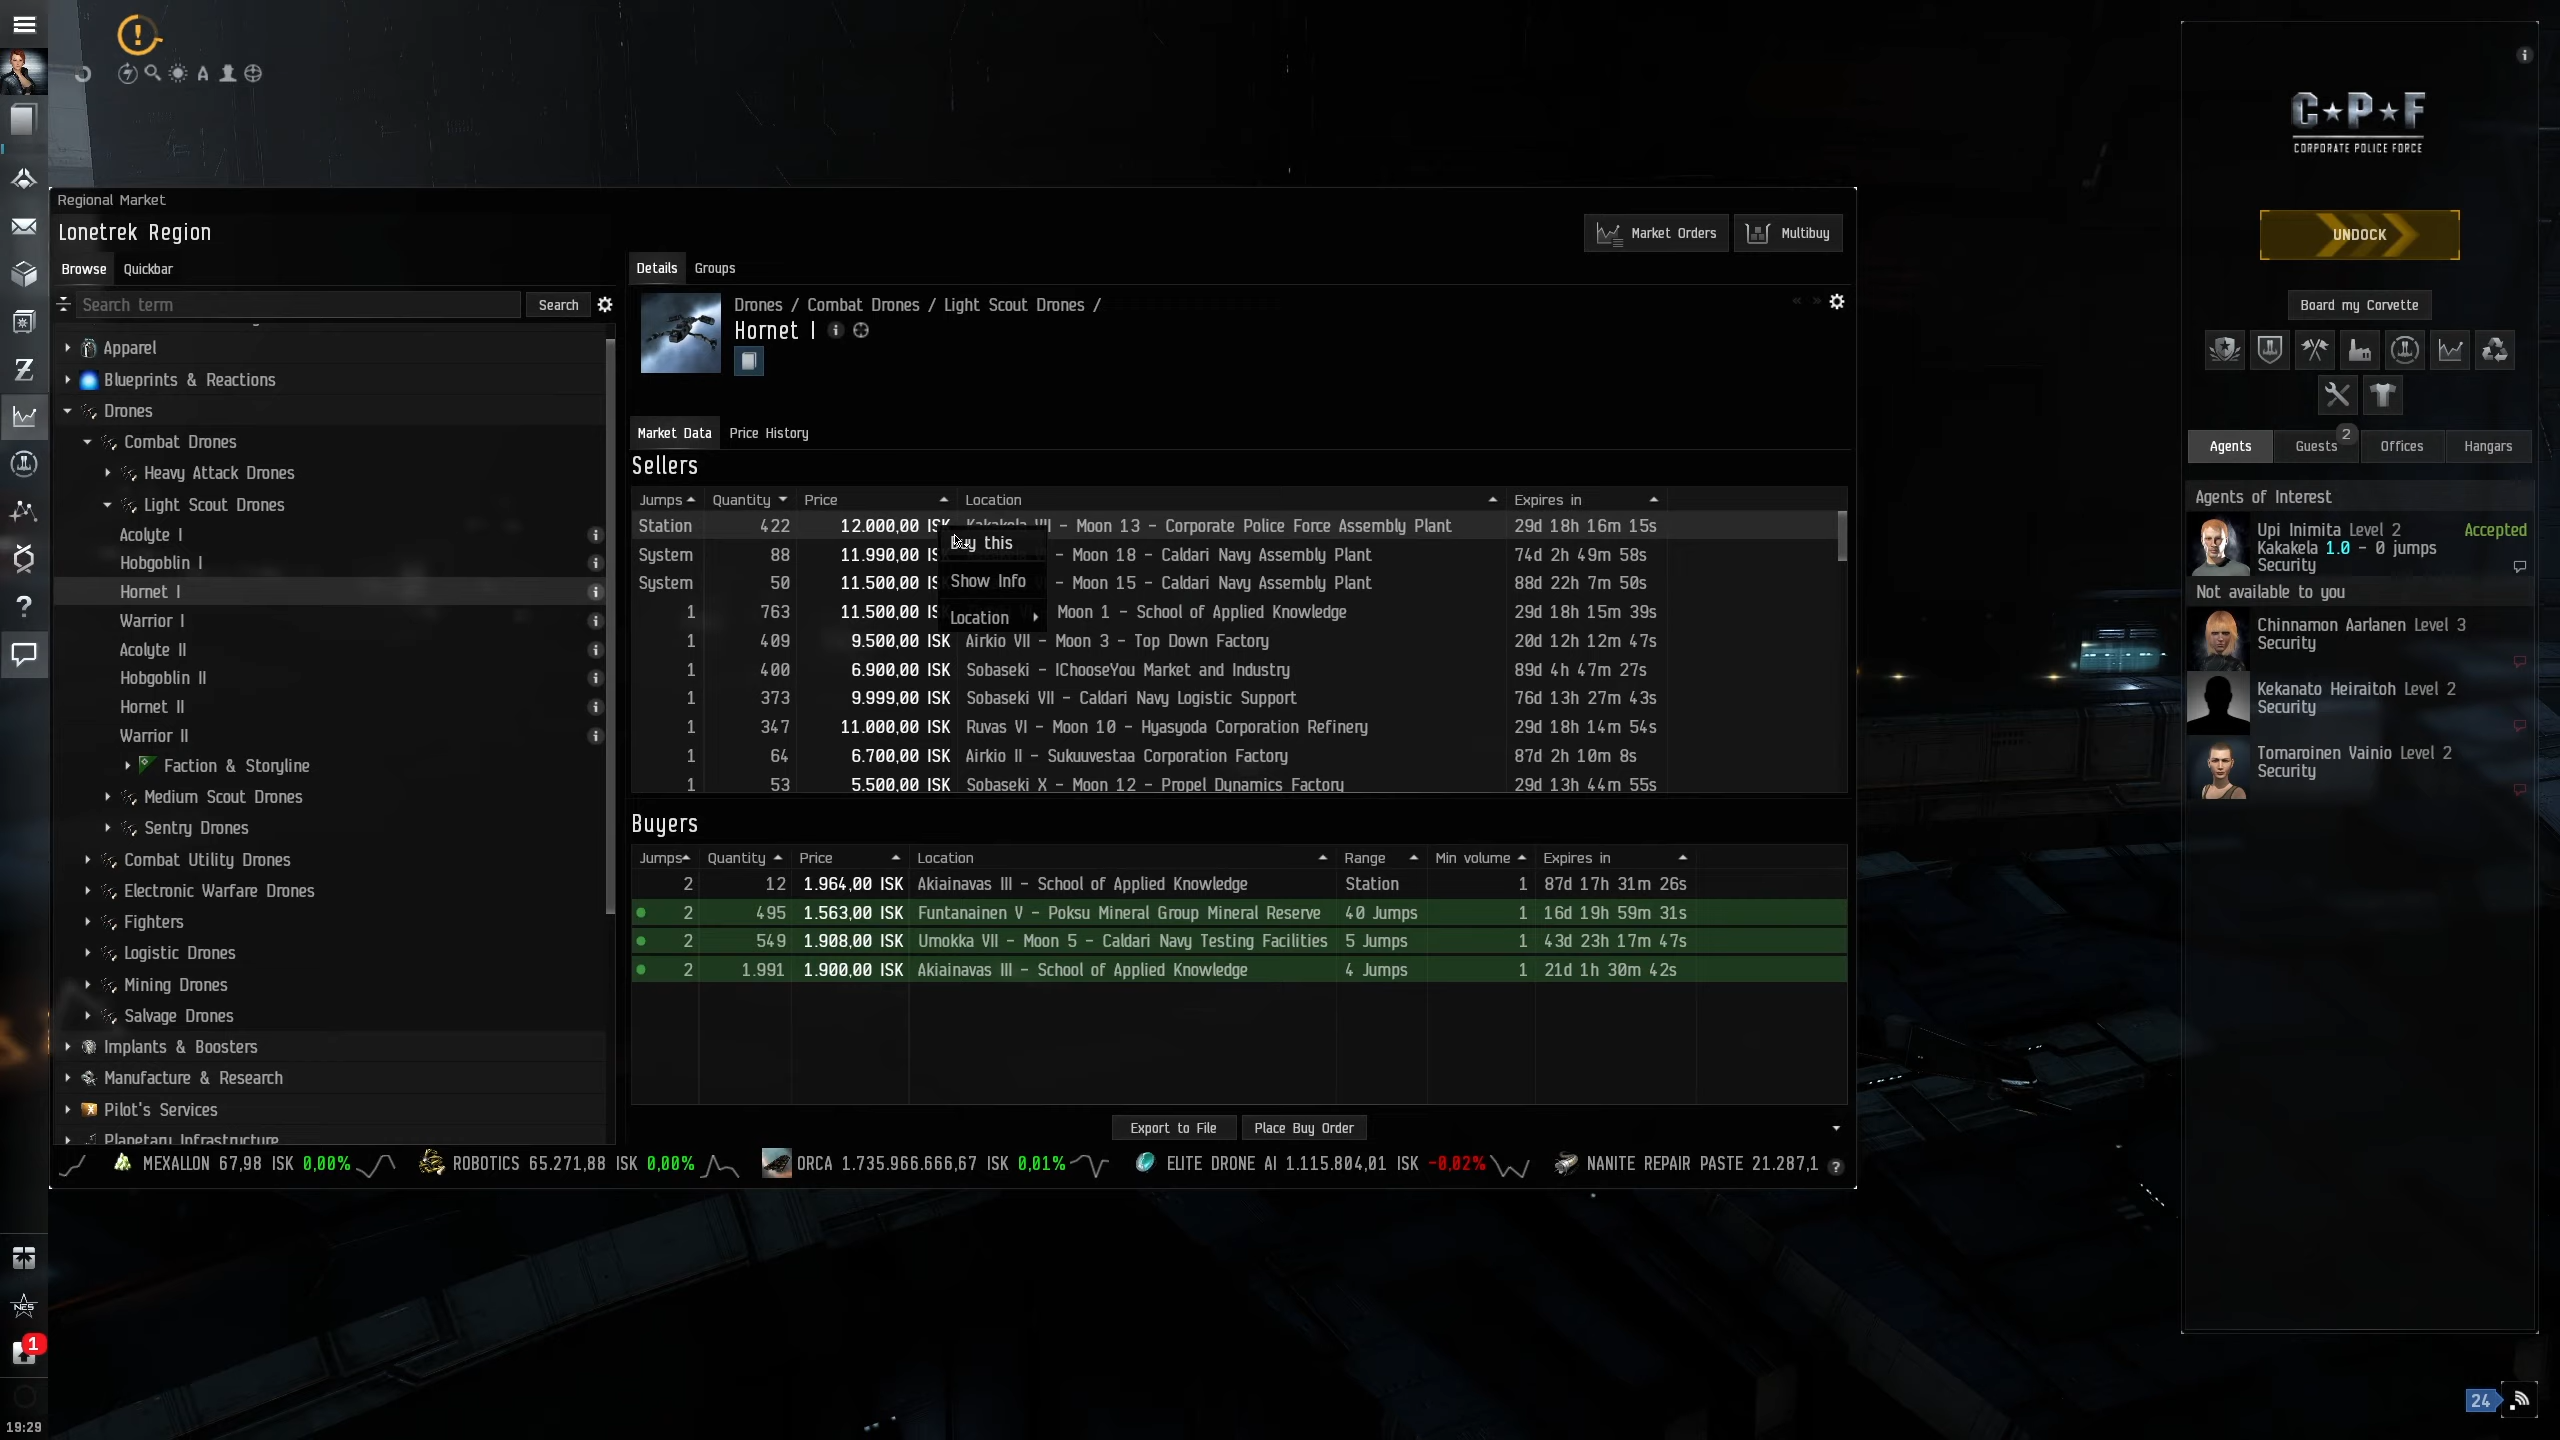 Regional Market
Lonetrek Region
Market Orders
Multibuy
Browse
Quickbar
Search term
Search
Apparel
Blueprints & Reactions
Drones
Combat Drones
Heavy Attack Drones
Light Scout Drones
Acolyte I
Hobgoblin I
Hornet I
Warrior I
Acolyte II
Hobgoblin II
Hornet II
Warrior II
Faction & Storyline
Medium Scout Drones
Sentry Drones
Combat Utility Drones
Electronic Warfare Drones
Fighters
Logistic Drones
Mining Drones
Salvage Drones
Implants & Boosters
Manufacture & Research
Pilot's Services
Planetary Infrastructure
Details
Groups
Drones / Combat Drones / Light Scout Drones /
Hornet I
Market Data
Price History
Sellers
Jumps Quantity Price Location Expires in
Station 422 12.000,00 ISK Kakakela VII - Moon 13 - Corporate Police Force Assembly Plant 29d 18h 16m 15s
System 88 11.990,00 ISK - Moon 18 - Caldari Navy Assembly Plant 74d 2h 49m 58s
System 50 11.500,00 ISK - Moon 15 - Caldari Navy Assembly Plant 88d 22h 7m 50s
1 763 11.500,00 ISK Moon 1 - School of Applied Knowledge 29d 18h 15m 39s
1 409 9.500,00 ISK Airkio VII - Moon 3 - Top Down Factory 20d 12h 12m 47s
1 400 6.900,00 ISK Sobaseki - IChooseYou Market and Industry 89d 4h 47m 27s
1 373 9.999,00 ISK Sobaseki VII - Caldari Navy Logistic Support 76d 13h 27m 43s
1 347 11.000,00 ISK Ruvas VI - Moon 10 - Hyasyoda Corporation Refinery 29d 18h 14m 54s
1 64 6.700,00 ISK Airkio II - Sukuuvestaa Corporation Factory 87d 2h 10m 8s
1 53 5.500,00 ISK Sobaseki X - Moon 12 - Propel Dynamics Factory 29d 13h 44m 55s
Buy this
Show Info
Location
Buyers
Jumps Quantity Price Location Range Min volume Expires in
2 12 1.964,00 ISK Akiainavas III - School of Applied Knowledge Station 1 87d 17h 31m 26s
2 495 1.563,00 ISK Funtanainen V - Poksu Mineral Group Mineral Reserve 40 Jumps 1 16d 19h 59m 31s
2 549 1.908,00 ISK Umokka VII - Moon 5 - Caldari Navy Testing Facilities 5 Jumps 1 43d 23h 17m 47s
2 1.991 1.900,00 ISK Akiainavas III - School of Applied Knowledge 4 Jumps 1 21d 1h 30m 42s
Export to File
Place Buy Order
MEXALLON 67,98 ISK 0,00%
ROBOTICS 65.271,88 ISK 0,00%
ORCA 1.735.966.666,67 ISK 0,01%
ELITE DRONE AI 1.115.804,01 ISK -0,02%
NANITE REPAIR PASTE 21.287,1
C★P★F
CORPORATE POLICE FORCE
UNDOCK
Board my Corvette
Agents
Guests
2
Offices
Hangars
Agents of Interest
Upi Inimita Level 2 Accepted
Kakakela 1.0 - 0 jumps
Security
Not available to you
Chinnamon Aarlanen Level 3
Security
Kekanato Heiraitoh Level 2
Security
Tomaroinen Vainio Level 2
Security
NES
1
19:29
24